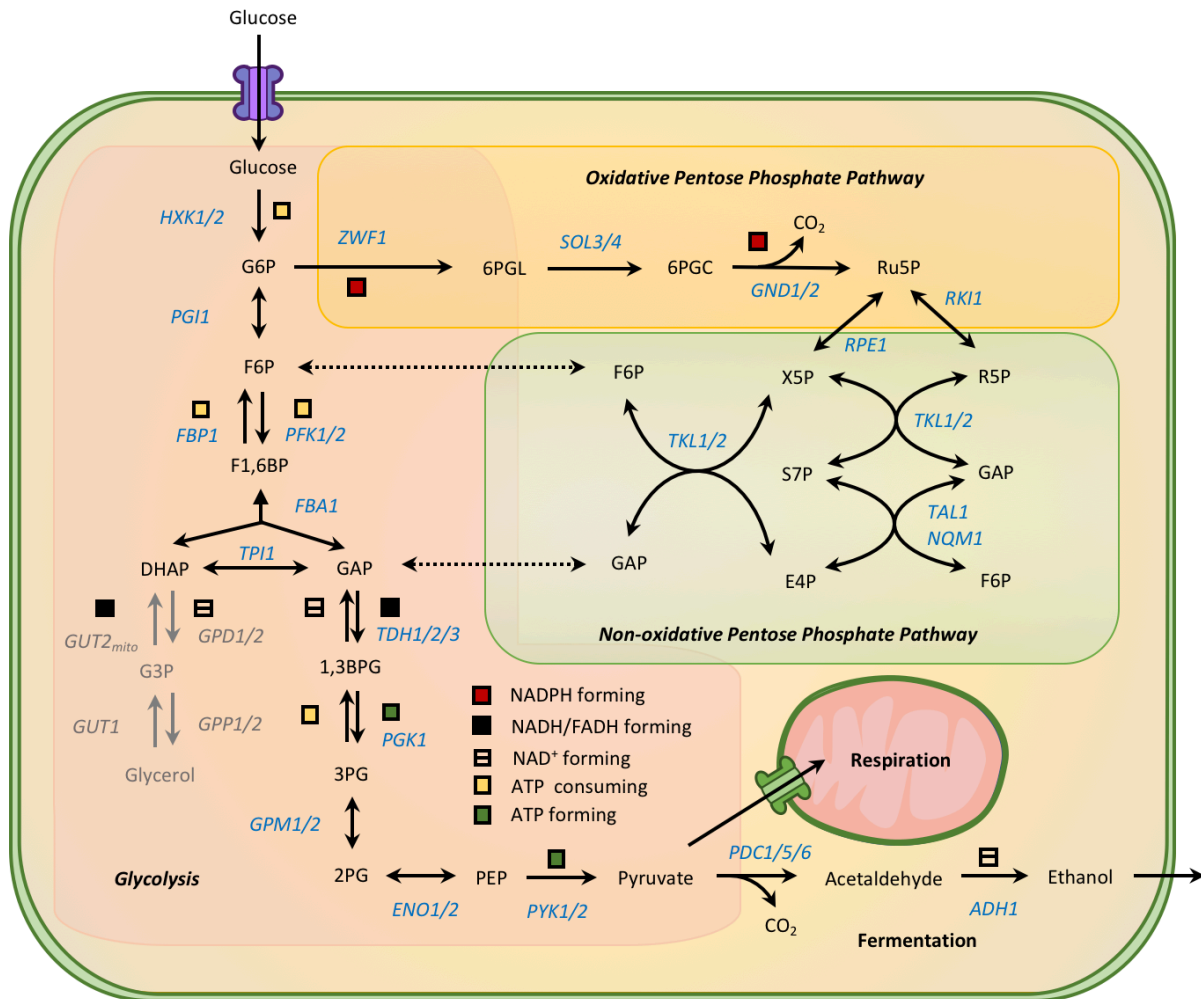 Glucose
Glucose
Oxidative Pentose Phosphate Pathway
HXK1/2
ZWF1
SOL3/4
CO2
G6P
6PGL
6PGC
Ru5P
GND1/2
RKI1
PGI1
RPE1
F6P
F6P
X5P
R5P
FBP1
PFK1/2
TKL1/2
TKL1/2
F1,6BP
S7P
GAP
FBA1
TAL1
NQM1
TPI1
DHAP
GAP
GAP
E4P
F6P
GUT2mito
GPD1/2
TDH1/2/3
Non-oxidative Pentose Phosphate Pathway
G3P
1,3BPG
NADPH forming
GUT1
GPP1/2
PGK1
NADH/FADH forming
NAD+ forming
Respiration
Glycerol
3PG
ATP consuming
ATP forming
GPM1/2
PDC1/5/6
Glycolysis
2PG
PEP
Pyruvate
Acetaldehyde
Ethanol
ENO1/2
PYK1/2
CO2
ADH1
Fermentation